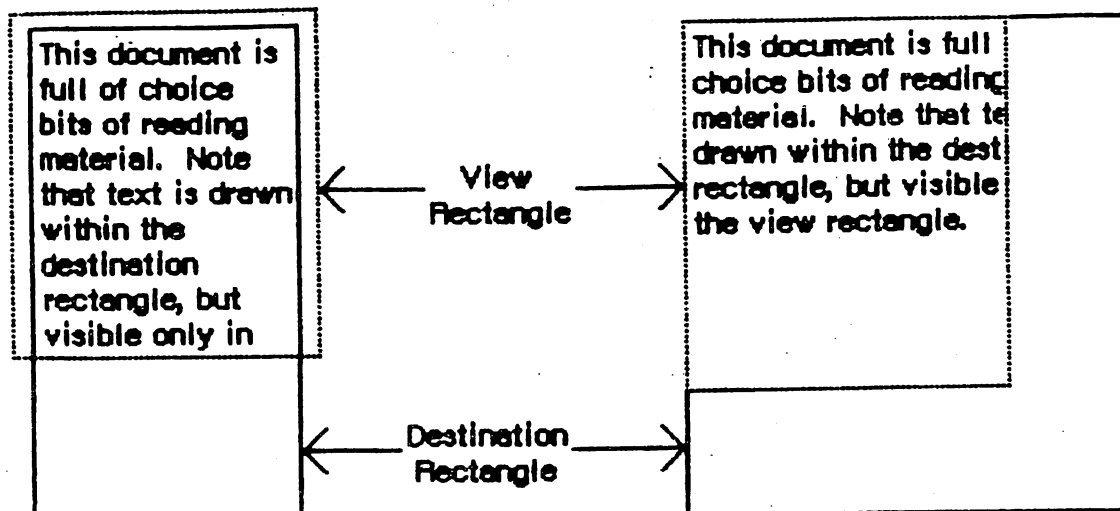 This document is
full of choice
bits of reading
material. Note
that text is drawn
within the
destination
rectangle, but
visible only in
View
Rectangle
Destination
Rectangle
This document is full
choice bits of reading
material. Note that te
drawn within the dest
rectangle, but visible
the view rectangle.